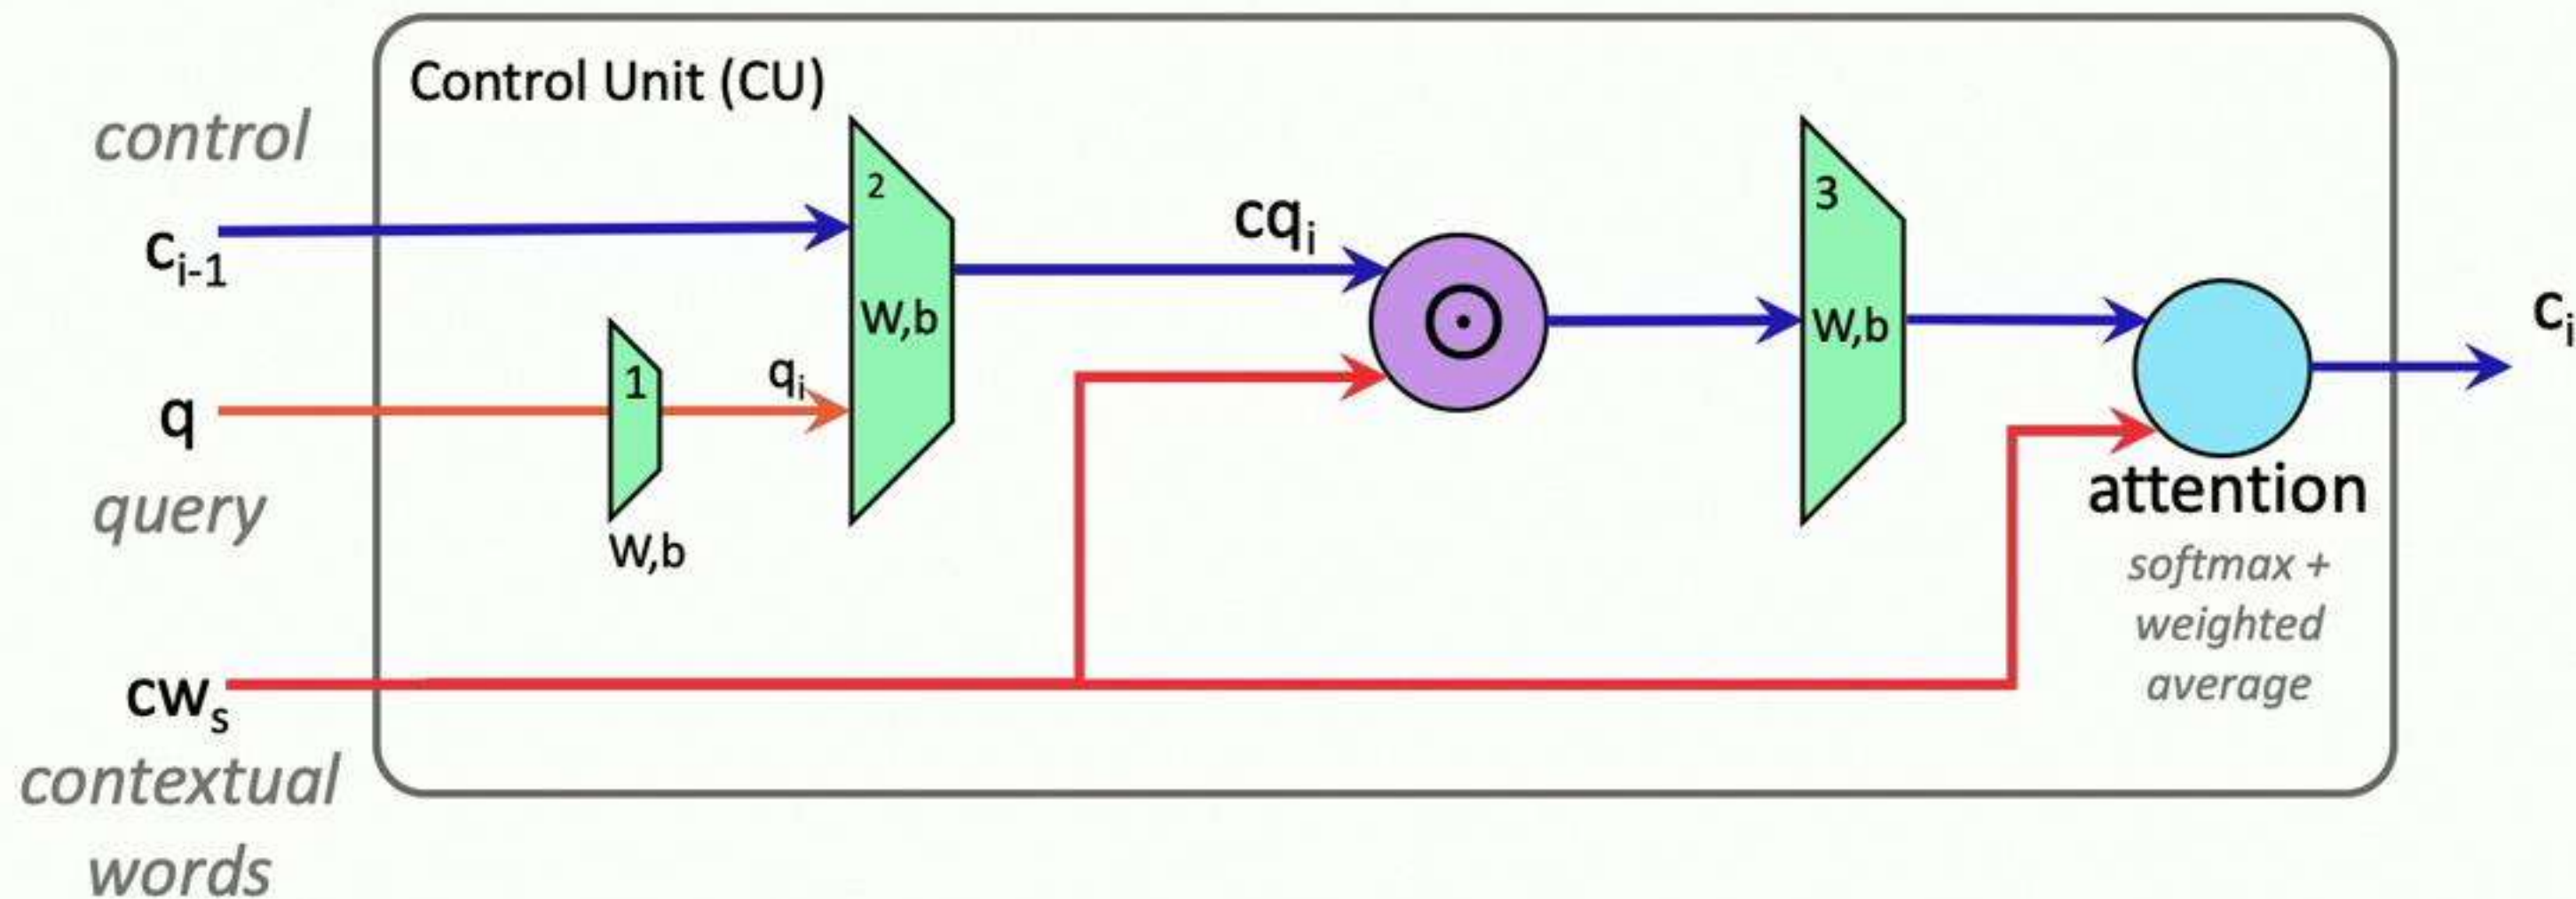 Control Unit (CU)
control
c_{i-1}
2
W,b
cq_i
⊙
3
W,b
c_i
1
q_i
q
query
W,b
attention
softmax +
weighted
average
cw_s
contextual
words